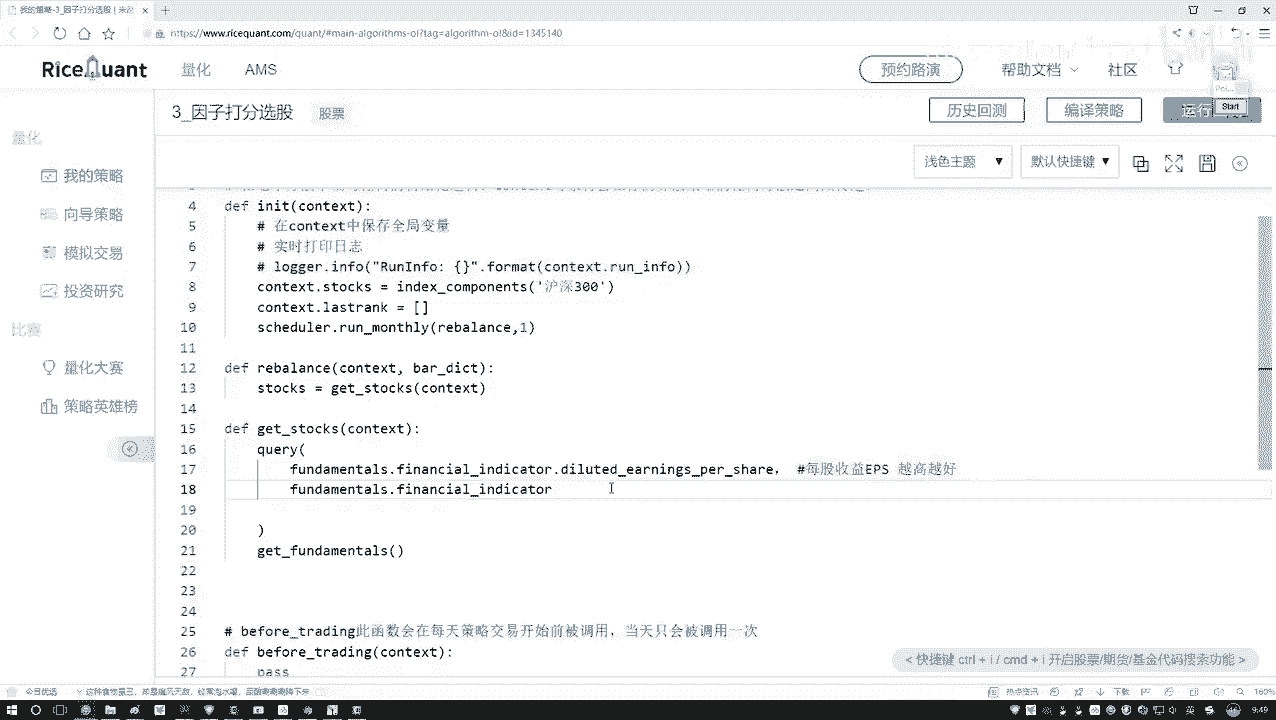 我的策略-3_因子打分选股 | 米
https://www.ricequant.com/quant/#main-algorithms-ol?tag=algorithm-ol&id=1345140
RiceQuant 量化 AMS 预约路演 帮助文档 社区
3_因子打分选股 股票 历史回测 编译策略 运行
Start
浅色主题 默认快捷键
量化
我的策略
向导策略
模拟交易
投资研究
比赛
量化大赛
策略英雄榜
4 def init(context):
5 # 在context中保存全局变量
6 # 实时打印日志
7 # logger.info("RunInfo: {}".format(context.run_info))
8 context.stocks = index_components('沪深300')
9 context.lastrank = []
10 scheduler.run_monthly(rebalance,1)
11
12 def rebalance(context, bar_dict):
13 stocks = get_stocks(context)
14
15 def get_stocks(context):
16 query(
17 fundamentals.financial_indicator.diluted_earnings_per_share, #每股收益EPS 越高越好
18 fundamentals.financial_indicator
19
20 )
21 get_fundamentals()
22
23
24
25 # before_trading此函数会在每天策略交易开始前被调用，当天只会被调用一次
26 def before_trading(context):
27 pass
< 快捷键 ctrl + i / cmd + i 开启股票/期货/基金代码搜索功能 >
今日优选
热点资讯
下载
160%
9:49